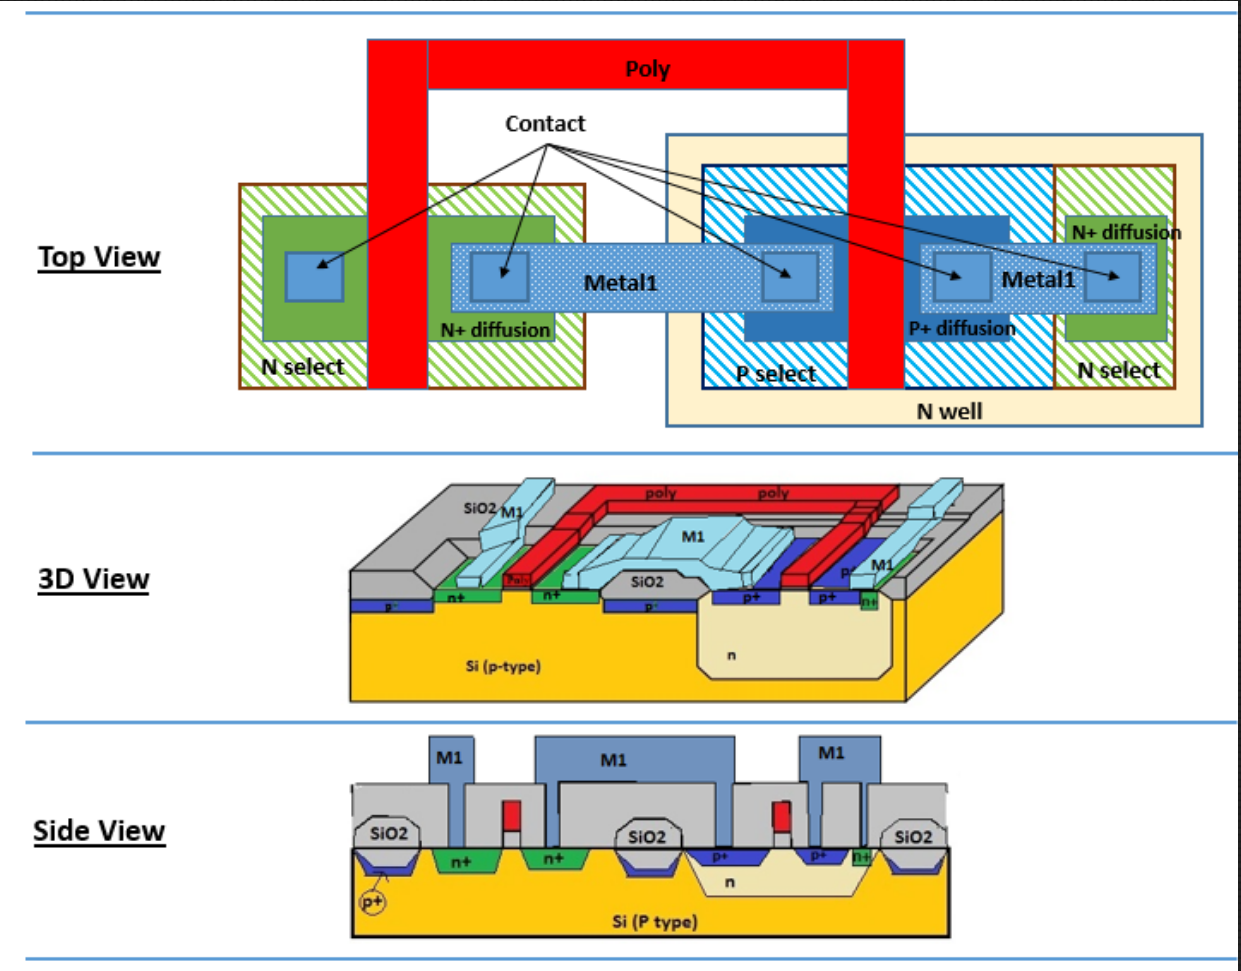 Poly
Contact
Top View
N+ diffusion
Metal1
Metal1
N+ diffusion
P+ diffusion
N select
P select
N select
N well
poly
poly
SiO2
M1
M1
3D View
Poly
SiO2
p+
M1
p+
n+
n+
p+
p+
p+
n+
n
Si (p-type)
M1
M1
M1
Side View
SiO2
SiO2
SiO2
n+
n+
p+
p+
n+
n
p+
Si (P type)